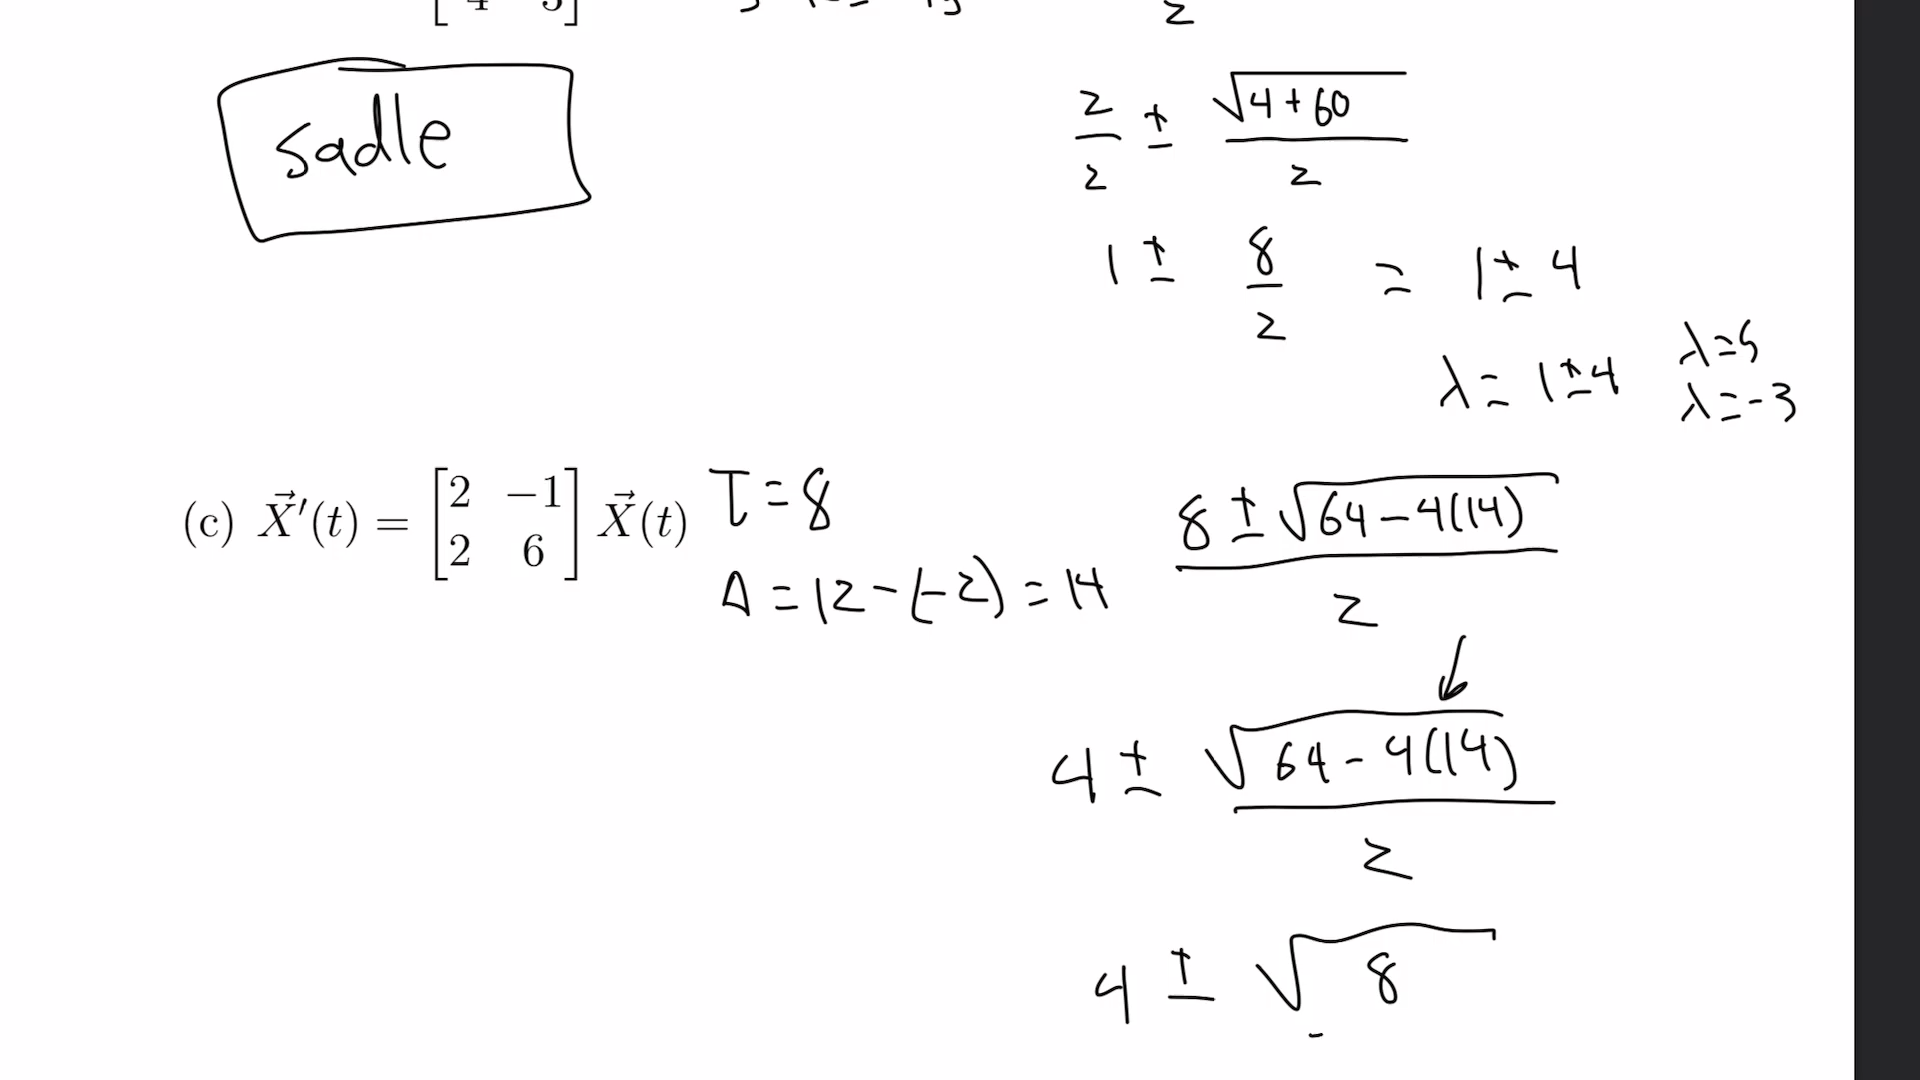 2
sadle
2/2 ± √(4+60)/2
1 ± 8/2 = 1 ± 4
λ = 1 ± 4
λ = 5
λ = -3
(c) X⃗′(t) = [2 −1; 2 6] X⃗(t)
T = 8
Δ = 12 - (-2) = 14
(8 ± √(64 - 4(14)))/2
4 ± √(64 - 4(14))/2
4 ± √8